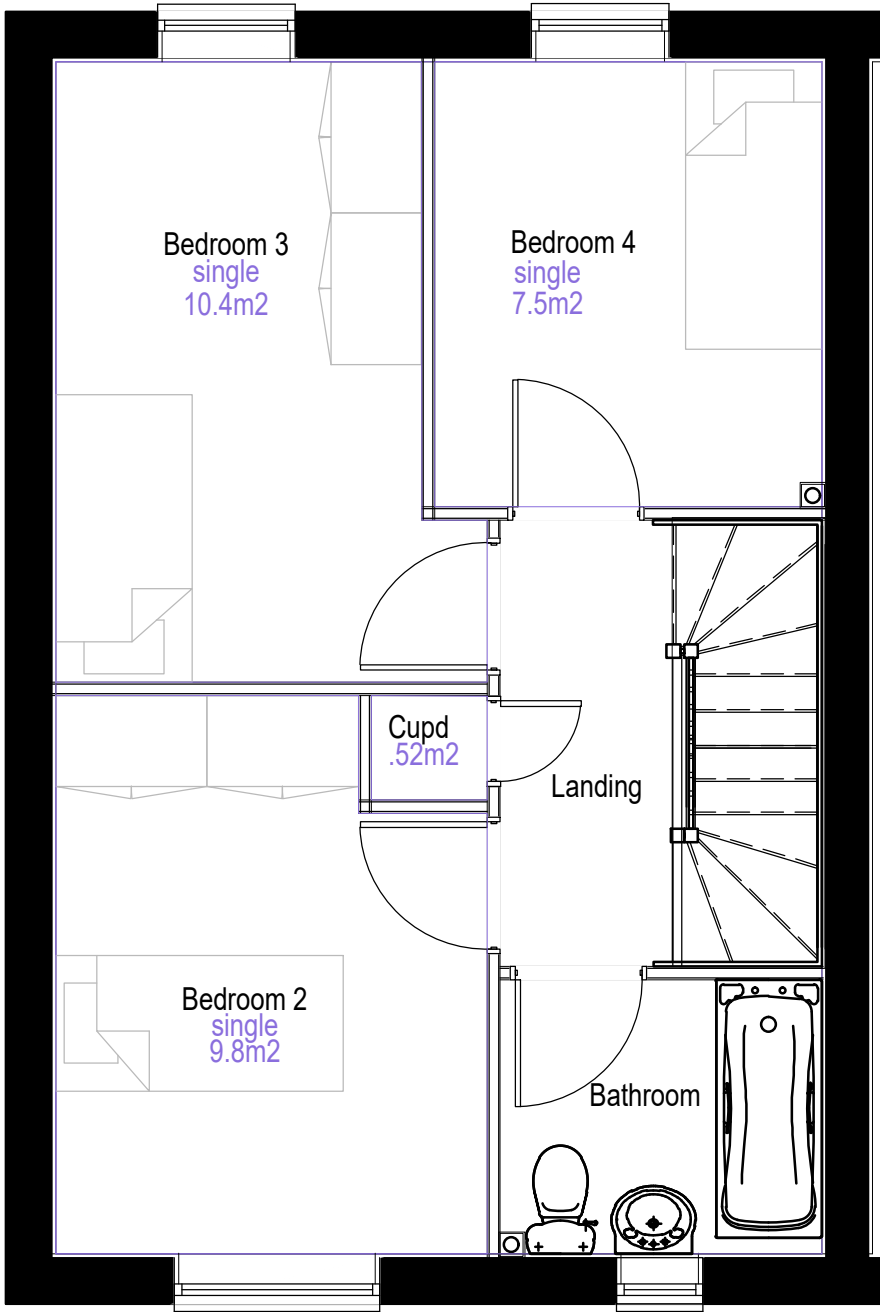 Bedroom 3
single
10.4m2
Bedroom 4
single
7.5m2
Cupd
.52m2
Landing
Bedroom 2
single
9.8m2
Bathroom